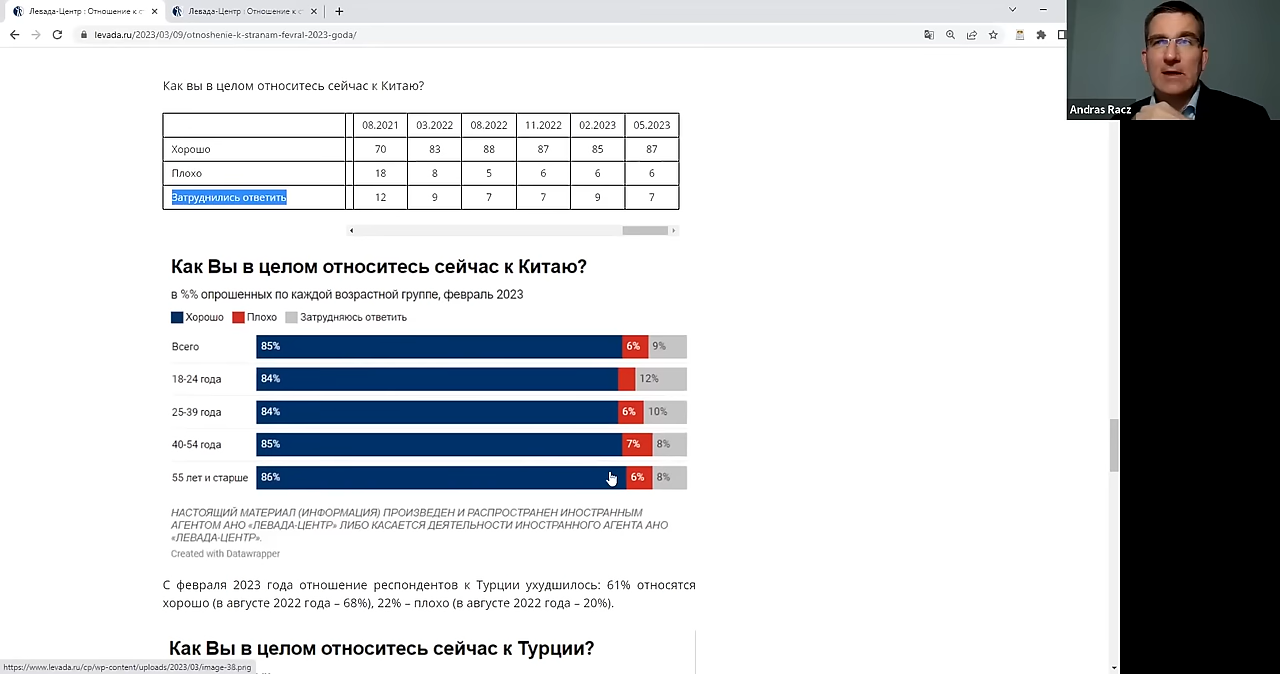 Левада-Центр : Отношение к ст
Левада-Центр : Отношение к ст
levada.ru/2023/03/09/otnoshenie-k-stranam-fevral-2023-goda/
Andras Racz
Как вы в целом относитесь сейчас к Китаю?
08.2021 03.2022 08.2022 11.2022 02.2023 05.2023
Хорошо 70 83 88 87 85 87
Плохо 18 8 5 6 6 6
Затруднились ответить 12 9 7 7 9 7
Как Вы в целом относитесь сейчас к Китаю?
в %% опрошенных по каждой возрастной группе, февраль 2023
Хорошо Плохо Затрудняюсь ответить
Всего 85% 6% 9%
18-24 года 84% 12%
25-39 года 84% 6% 10%
40-54 года 85% 7% 8%
55 лет и старше 86% 6% 8%
НАСТОЯЩИЙ МАТЕРИАЛ (ИНФОРМАЦИЯ) ПРОИЗВЕДЕН И РАСПРОСТРАНЕН ИНОСТРАННЫМ
АГЕНТОМ АНО «ЛЕВАДА-ЦЕНТР» ЛИБО КАСАЕТСЯ ДЕЯТЕЛЬНОСТИ ИНОСТРАННОГО АГЕНТА АНО
«ЛЕВАДА-ЦЕНТР».
Created with Datawrapper
С февраля 2023 года отношение респондентов к Турции ухудшилось: 61% относятся
хорошо (в августе 2022 года – 68%), 22% – плохо (в августе 2022 года – 20%).
Как Вы в целом относитесь сейчас к Турции?
https://www.levada.ru/cp/wp-content/uploads/2023/03/image-38.png